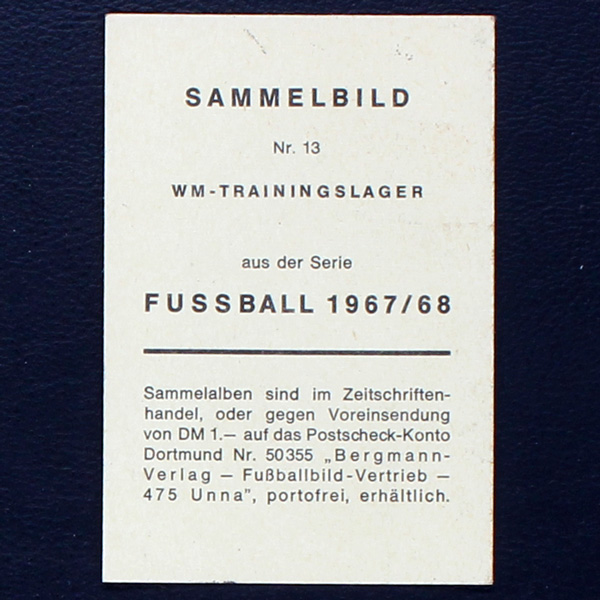 SAMMELBILD
Nr. 13
WM-TRAININGSLAGER
aus der Serie
FUSSBALL 1967/68
Sammelalben sind im Zeitschriften-
handel, oder gegen Voreinsendung
von DM 1.— auf das Postscheck-Konto
Dortmund Nr. 50355 „Bergmann-
Verlag — Fußballbild-Vertrieb —
475 Unna”, portofrei, erhältlich.